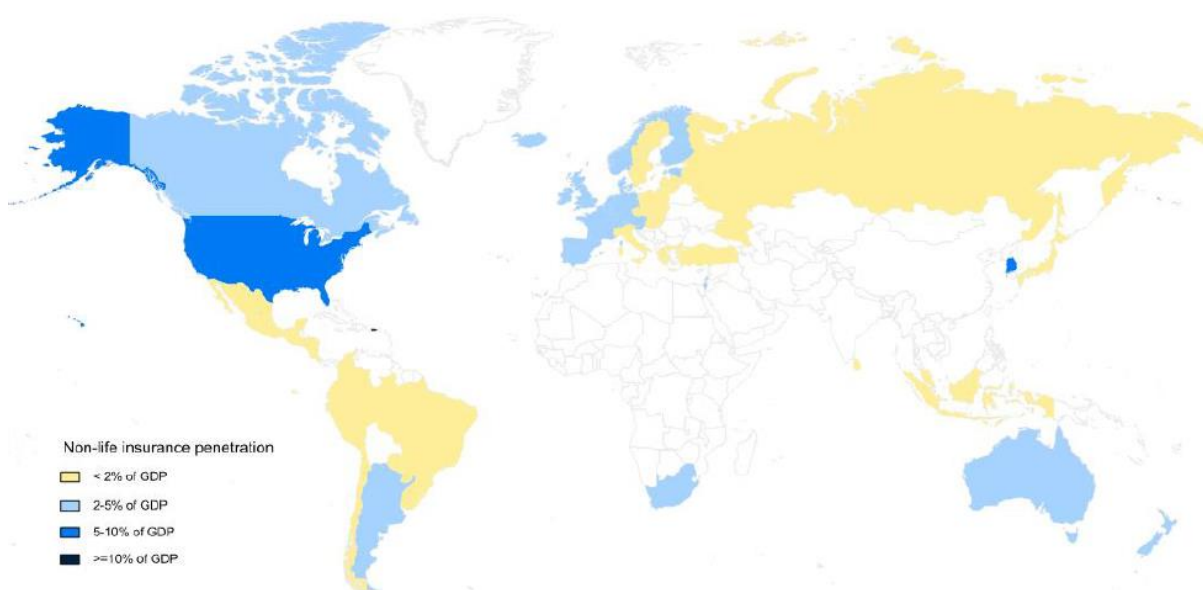 Non-life insurance penetration
< 2% of GDP
2-5% of GDP
5-10% of GDP
>=10% of GDP